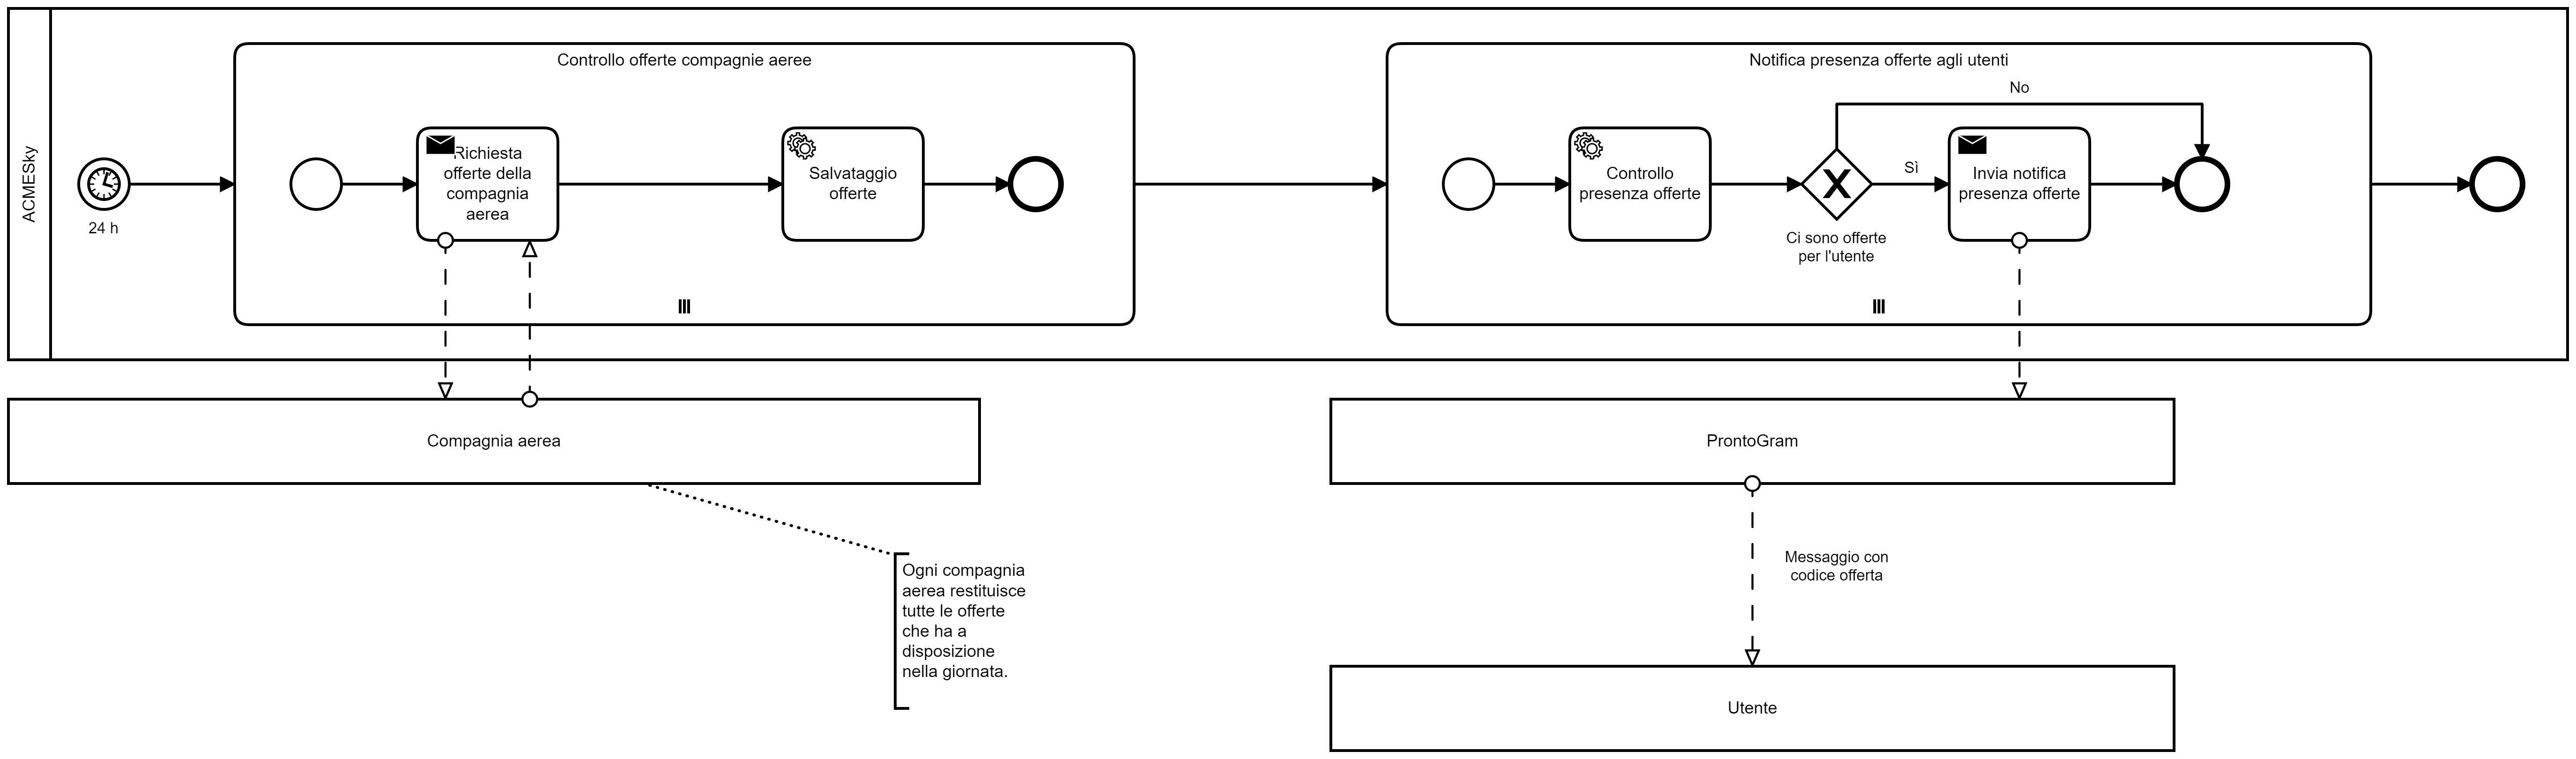 ACMESky
24 h
Controllo offerte compagnie aeree
Richiesta
offerte della
compagnia
aerea
Salvataggio
offerte
Notifica presenza offerte agli utenti
Controllo
presenza offerte
No
Sì
Ci sono offerte
per l'utente
Invia notifica
presenza offerte
Compagnia aerea
ProntoGram
Ogni compagnia
aerea restituisce
tutte le offerte
che ha a
disposizione
nella giornata.
Messaggio con
codice offerta
Utente